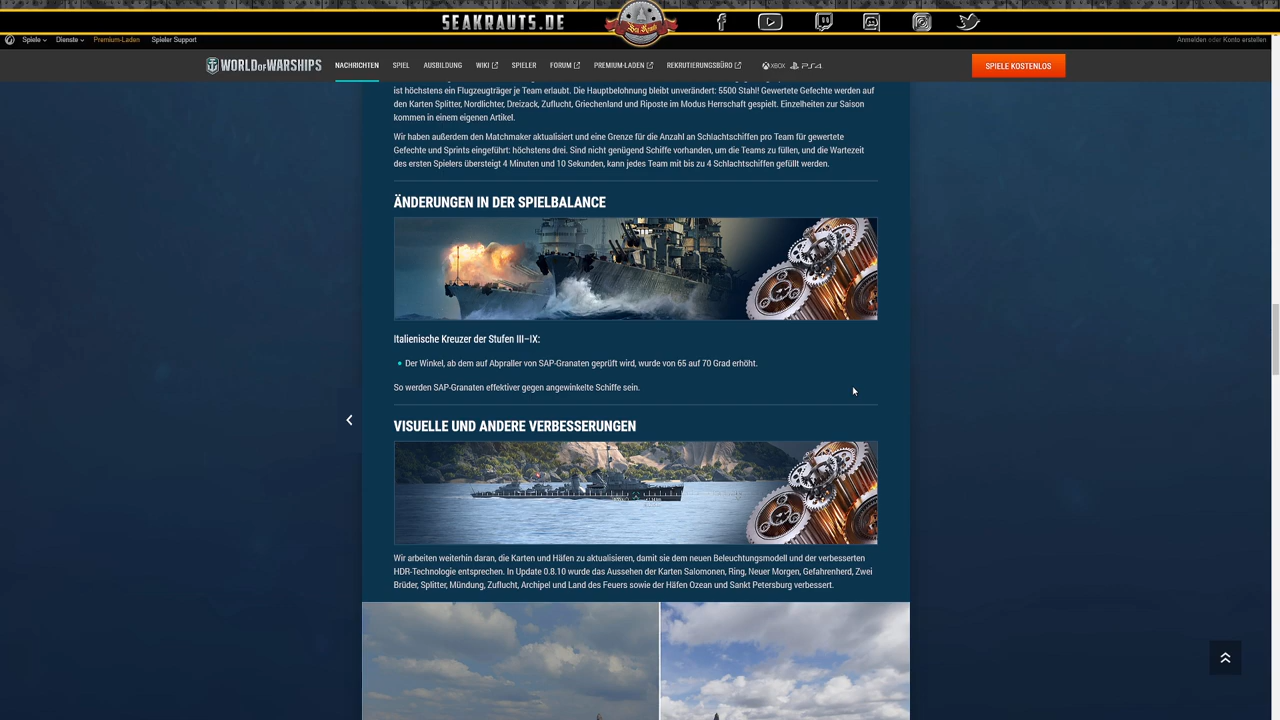 SEAKRAUTS.DE
Sea Krauts
Spiele Dienste Premium-Laden Spieler Support
Anmelden oder Konto erstellen
WORLD OF WARSHIPS NACHRICHTEN SPIEL AUSBILDUNG WIKI SPIELER FORUM PREMIUM-LADEN REKRUTIERUNGSBÜRO XBOX PS4 SPIELE KOSTENLOS
ist höchstens ein Flugzeugträger je Team erlaubt. Die Hauptbelohnung bleibt unverändert: 5500 Stahl! Gewertete Gefechte werden auf
den Karten Splitter, Nordlichter, Dreizack, Zuflucht, Griechenland und Riposte im Modus Herrschaft gespielt. Einzelheiten zur Saison
kommen in einem eigenen Artikel.
Wir haben außerdem den Matchmaker aktualisiert und eine Grenze für die Anzahl an Schlachtschiffen pro Team für gewertete
Gefechte und Sprints eingeführt: höchstens drei. Sind nicht genügend Schiffe vorhanden, um die Teams zu füllen, und die Wartezeit
des ersten Spielers übersteigt 4 Minuten und 10 Sekunden, kann jedes Team mit bis zu 4 Schlachtschiffen gefüllt werden.
ÄNDERUNGEN IN DER SPIELBALANCE
Italienische Kreuzer der Stufen III–IX:
Der Winkel, ab dem auf Abpraller von SAP-Granaten geprüft wird, wurde von 65 auf 70 Grad erhöht.
So werden SAP-Granaten effektiver gegen angewinkelte Schiffe sein.
VISUELLE UND ANDERE VERBESSERUNGEN
Wir arbeiten weiterhin daran, die Karten und Häfen zu aktualisieren, damit sie dem neuen Beleuchtungsmodell und der verbesserten
HDR-Technologie entsprechen. In Update 0.8.10 wurde das Aussehen der Karten Salomonen, Ring, Neuer Morgen, Gefahrenherd, Zwei
Brüder, Splitter, Mündung, Zuflucht, Archipel und Land des Feuers sowie der Häfen Ozean und Sankt Petersburg verbessert.